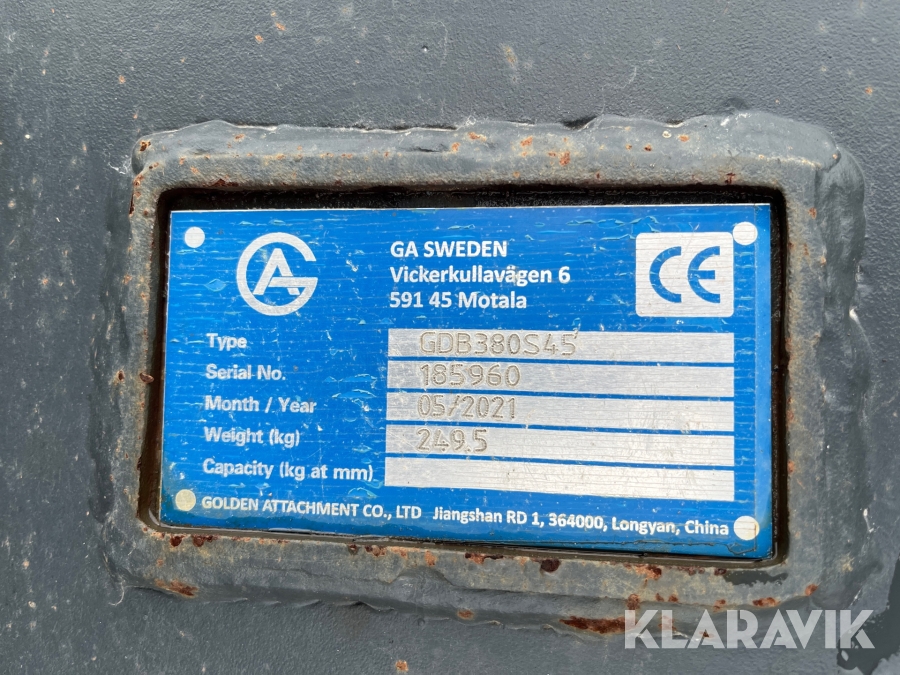 GA
GA SWEDEN
Vickerkullavägen 6
591 45 Motala
CE
Type GDB380S45
Serial No. 185960
Month / Year 05/2021
Weight (kg) 249.5
Capacity (kg at mm)
GOLDEN ATTACHMENT CO., LTD Jiangshan RD 1, 364000, Longyan, China
KLARAVIK